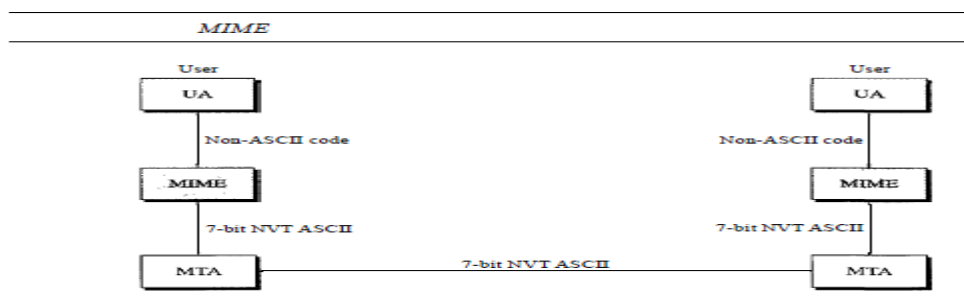 MIME
User User
UA UA
Non-ASCII code Non-ASCII code
MIME MIME
7-bit NVT ASCII 7-bit NVT ASCII
7-bit NVT ASCII
MTA MTA